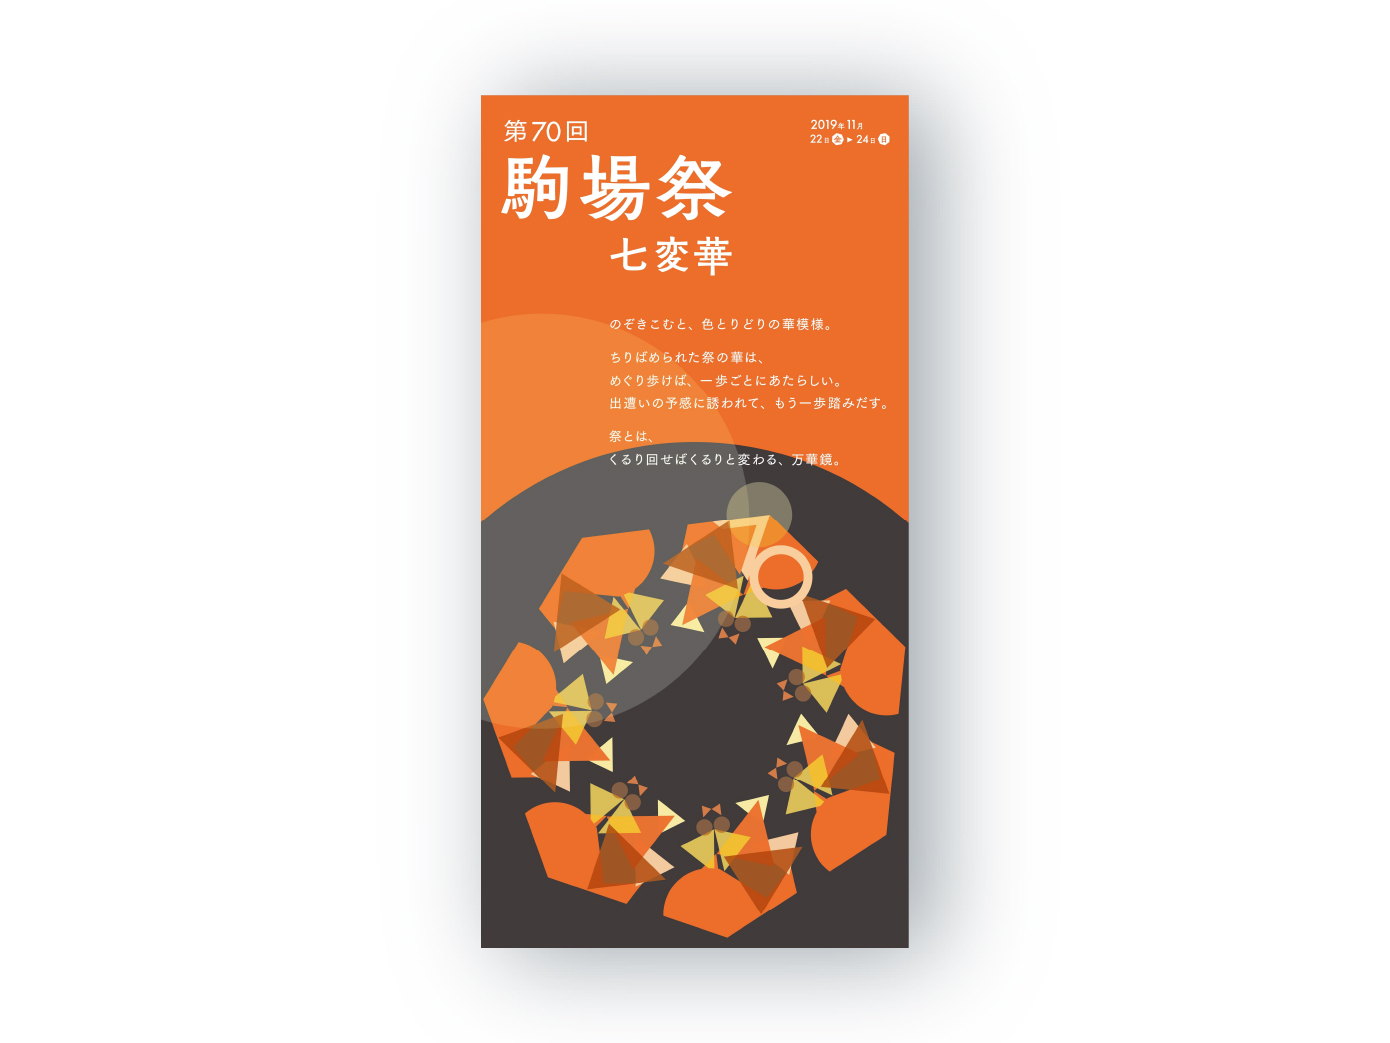 第70回
駒場祭
七変華
2019年11月
22日金▶24日日
のぞきこむと、色とりどりの華模様。
ちりばめられた祭の華は、
めぐり歩けば、一歩ごとにあたらしい。
出遭いの予感に誘われて、もう一歩踏みだす。
祭とは、
くるり回せばくるりと変わる、万華鏡。